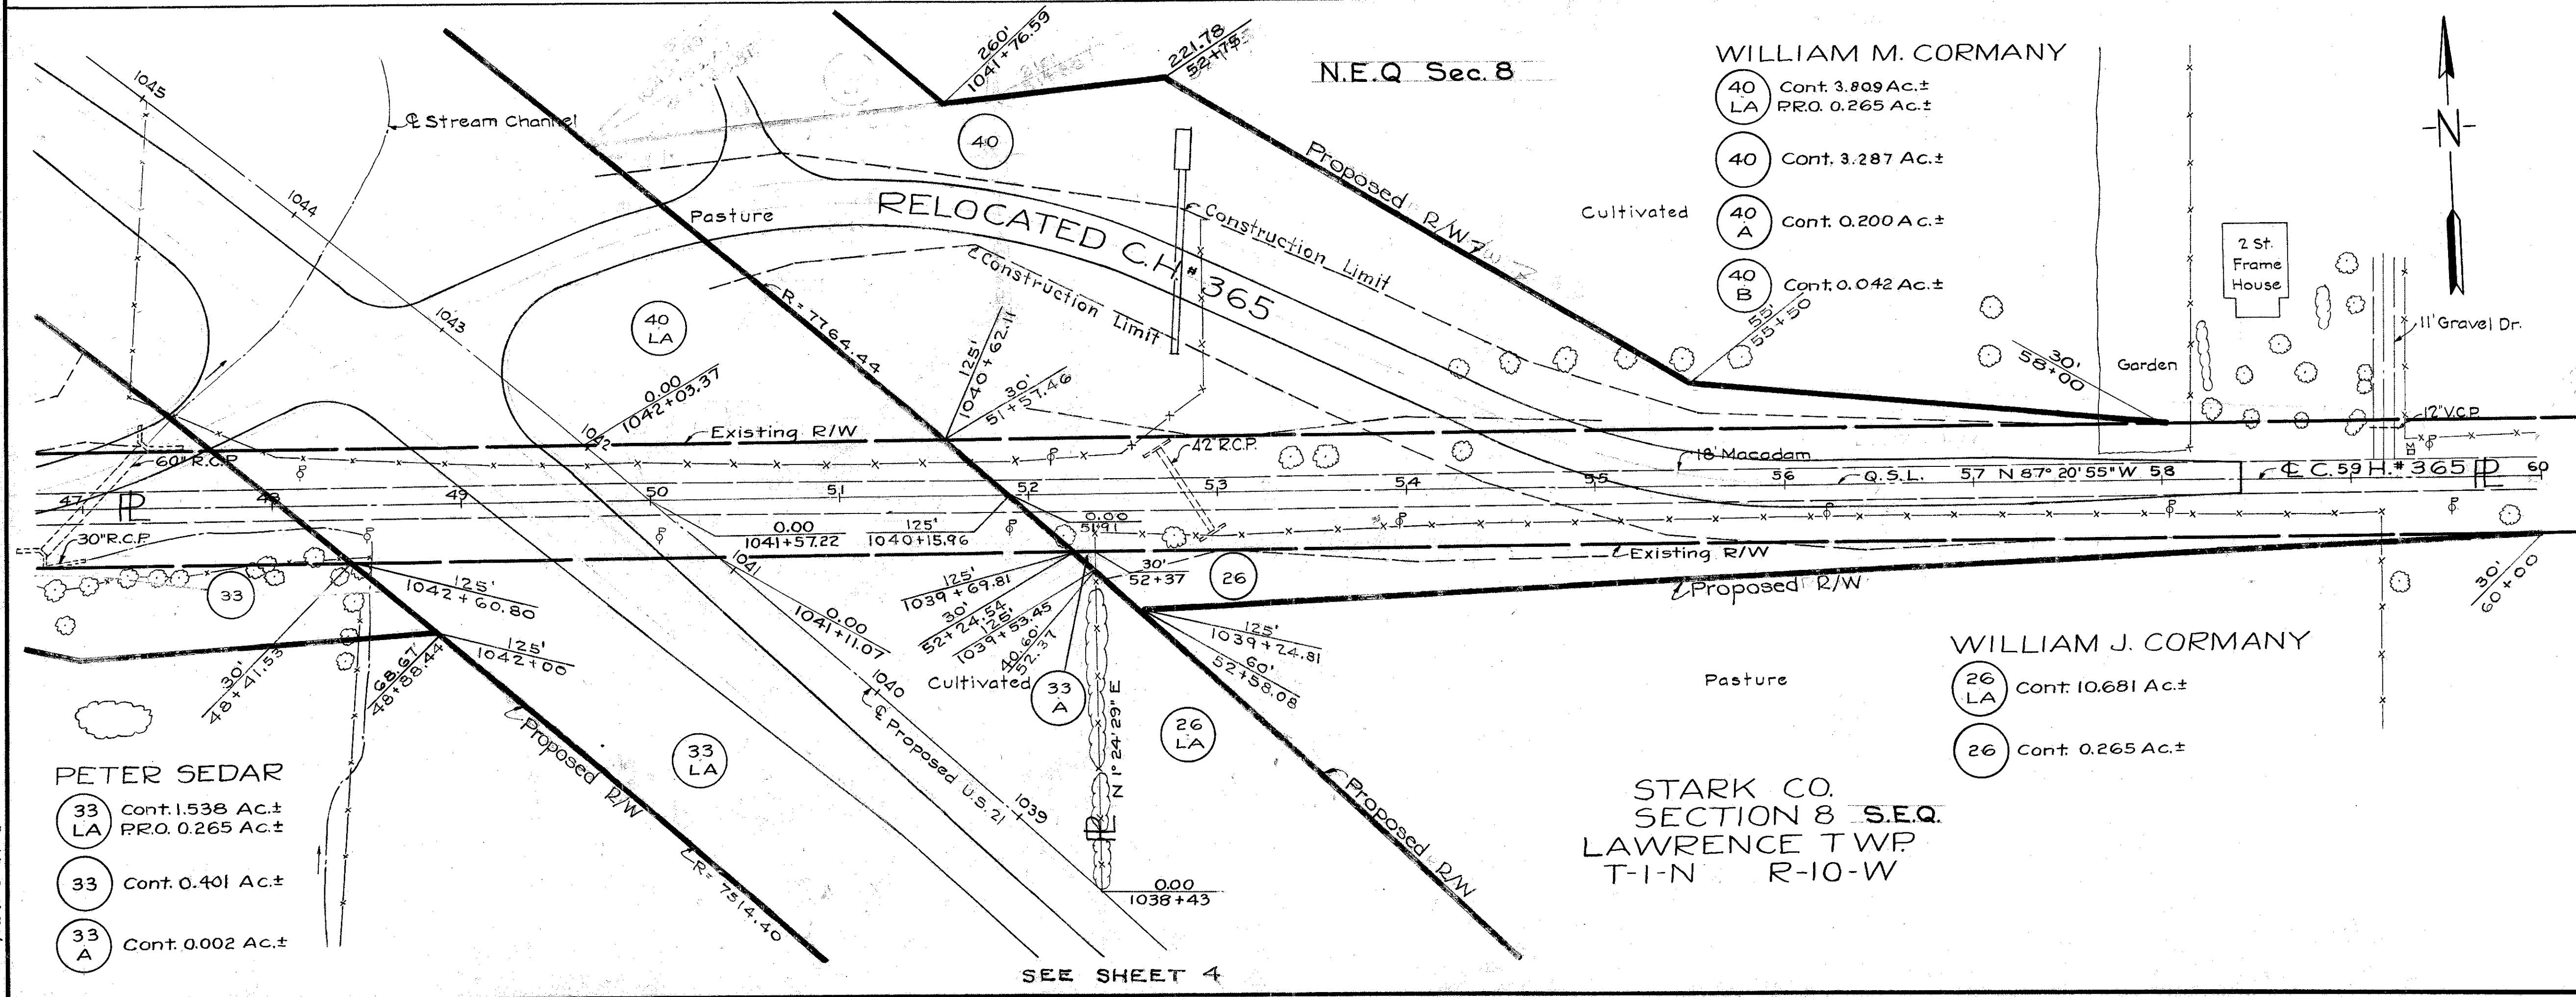 260'
1041+76.59
221.78
52+78
N.E.Q Sec. 8
WILLIAM M. CORMANY
40
LA
Cont. 3.809 Ac.±
P.R.O. 0.265 Ac.±
40
Cont. 3.287 Ac.±
40
A
Cont. 0.200 Ac.±
40
B
Cont. 0.042 Ac.±
-N-
1045
1044
1043
1042
1041
1040
1039
℄ Stream Channel
40
Proposed R/W
Pasture
RELOCATED C.H. # 365
Construction Limit
Construction Limit
Cultivated
2 St.
Frame
House
11' Gravel Dr.
Garden
40
LA
R = 7764.44
0.00
1042+03.37
125'
1040+62.11
30'
51+57.46
55'
55+50
30'
58+00
12" V.C.P.
Existing R/W
60" R.C.P.
42" R.C.P.
18' Macadam
MB
47
48
49
50
51
52
53
54
55
56
Q.S.L.
57
N 87° 20' 55" W
58
℄ C.
59
H. # 365
PL
60
PL
30" R.C.P.
0.00
1041+57.22
125'
1040+15.96
0.00
51+91
Existing R/W
33
125'
1042+60.80
125'
1039+69.81
30'
52+24.54
125'
1039+53.45
40.60'
52.37
30'
52+37
26
Proposed R/W
30'
60+00
0.00
1041+11.07
125'
1042+00
30'
48+41.53
68.67
48+88.44
125'
1039+24.81
60'
52+58.08
Cultivated
33
A
N 1° 24' 29" E
PL
26
LA
℄ Proposed U.S. 21
Proposed R/W
33
LA
R = 7514.40
Proposed R/W
0.00
1038+43
Pasture
WILLIAM J. CORMANY
26
LA
Cont. 10.681 Ac.±
26
Cont. 0.265 Ac.±
PETER SEDAR
33
LA
Cont. 1.538 Ac.±
P.R.O. 0.265 Ac.±
33
Cont. 0.401 Ac.±
33
A
Cont. 0.002 Ac.±
STARK CO.
SECTION 8 S.E.Q.
LAWRENCE TWP.
T-1-N R-10-W
SEE SHEET 4